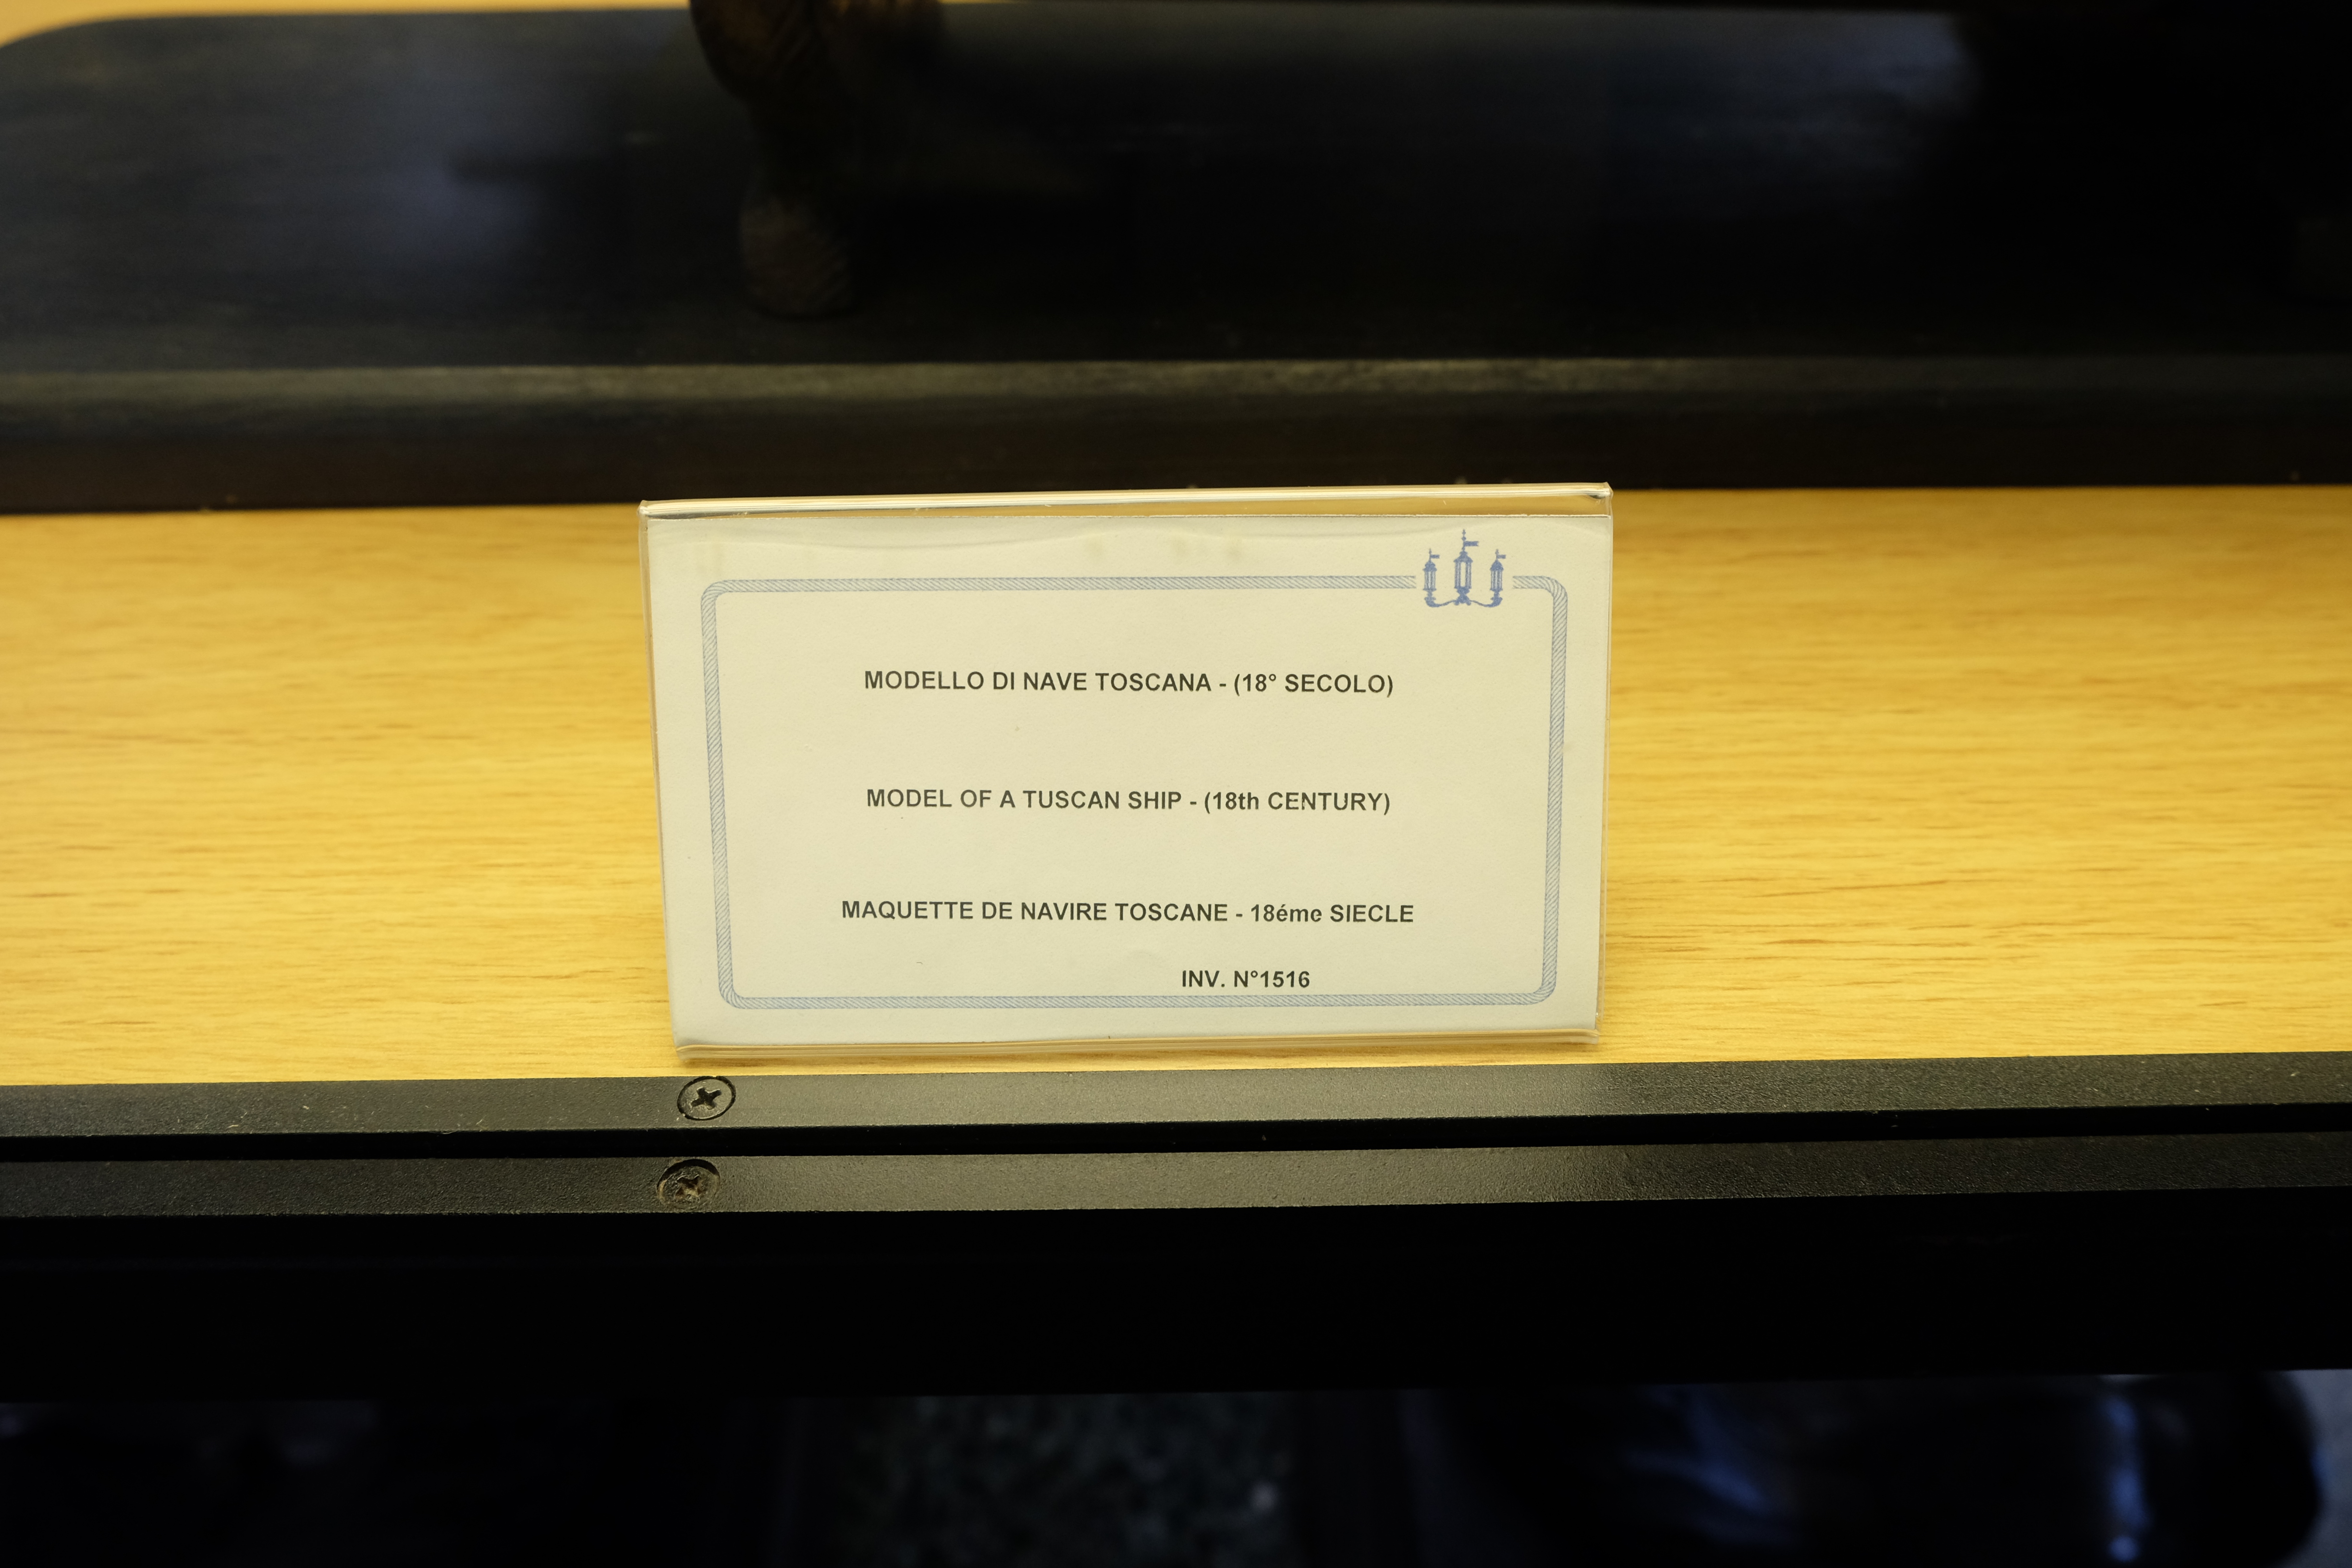 MODELLO DI NAVE TOSCANA - (18° SECOLO)
MODEL OF A TUSCAN SHIP - (18th CENTURY)
MAQUETTE DE NAVIRE TOSCANE - 18éme SIECLE
INV. N°1516